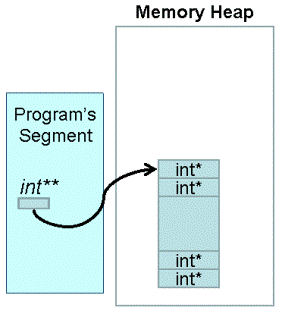 Memory Heap
Program's
Segment
int**
int*
int*
int*
int*